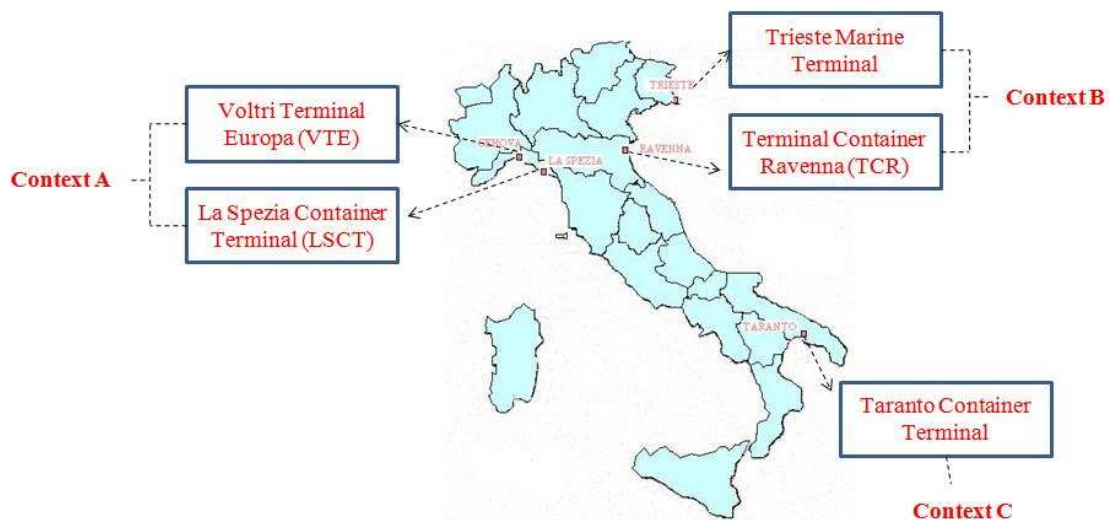 Trieste Marine
Terminal
TRIESTE
Context B
Voltri Terminal
Europa (VTE)
Terminal Container
Ravenna (TCR)
GENOVA
RAVENNA
LA SPEZIA
Context A
La Spezia Container
Terminal (LSCT)
TARANTO
Taranto Container
Terminal
Context C